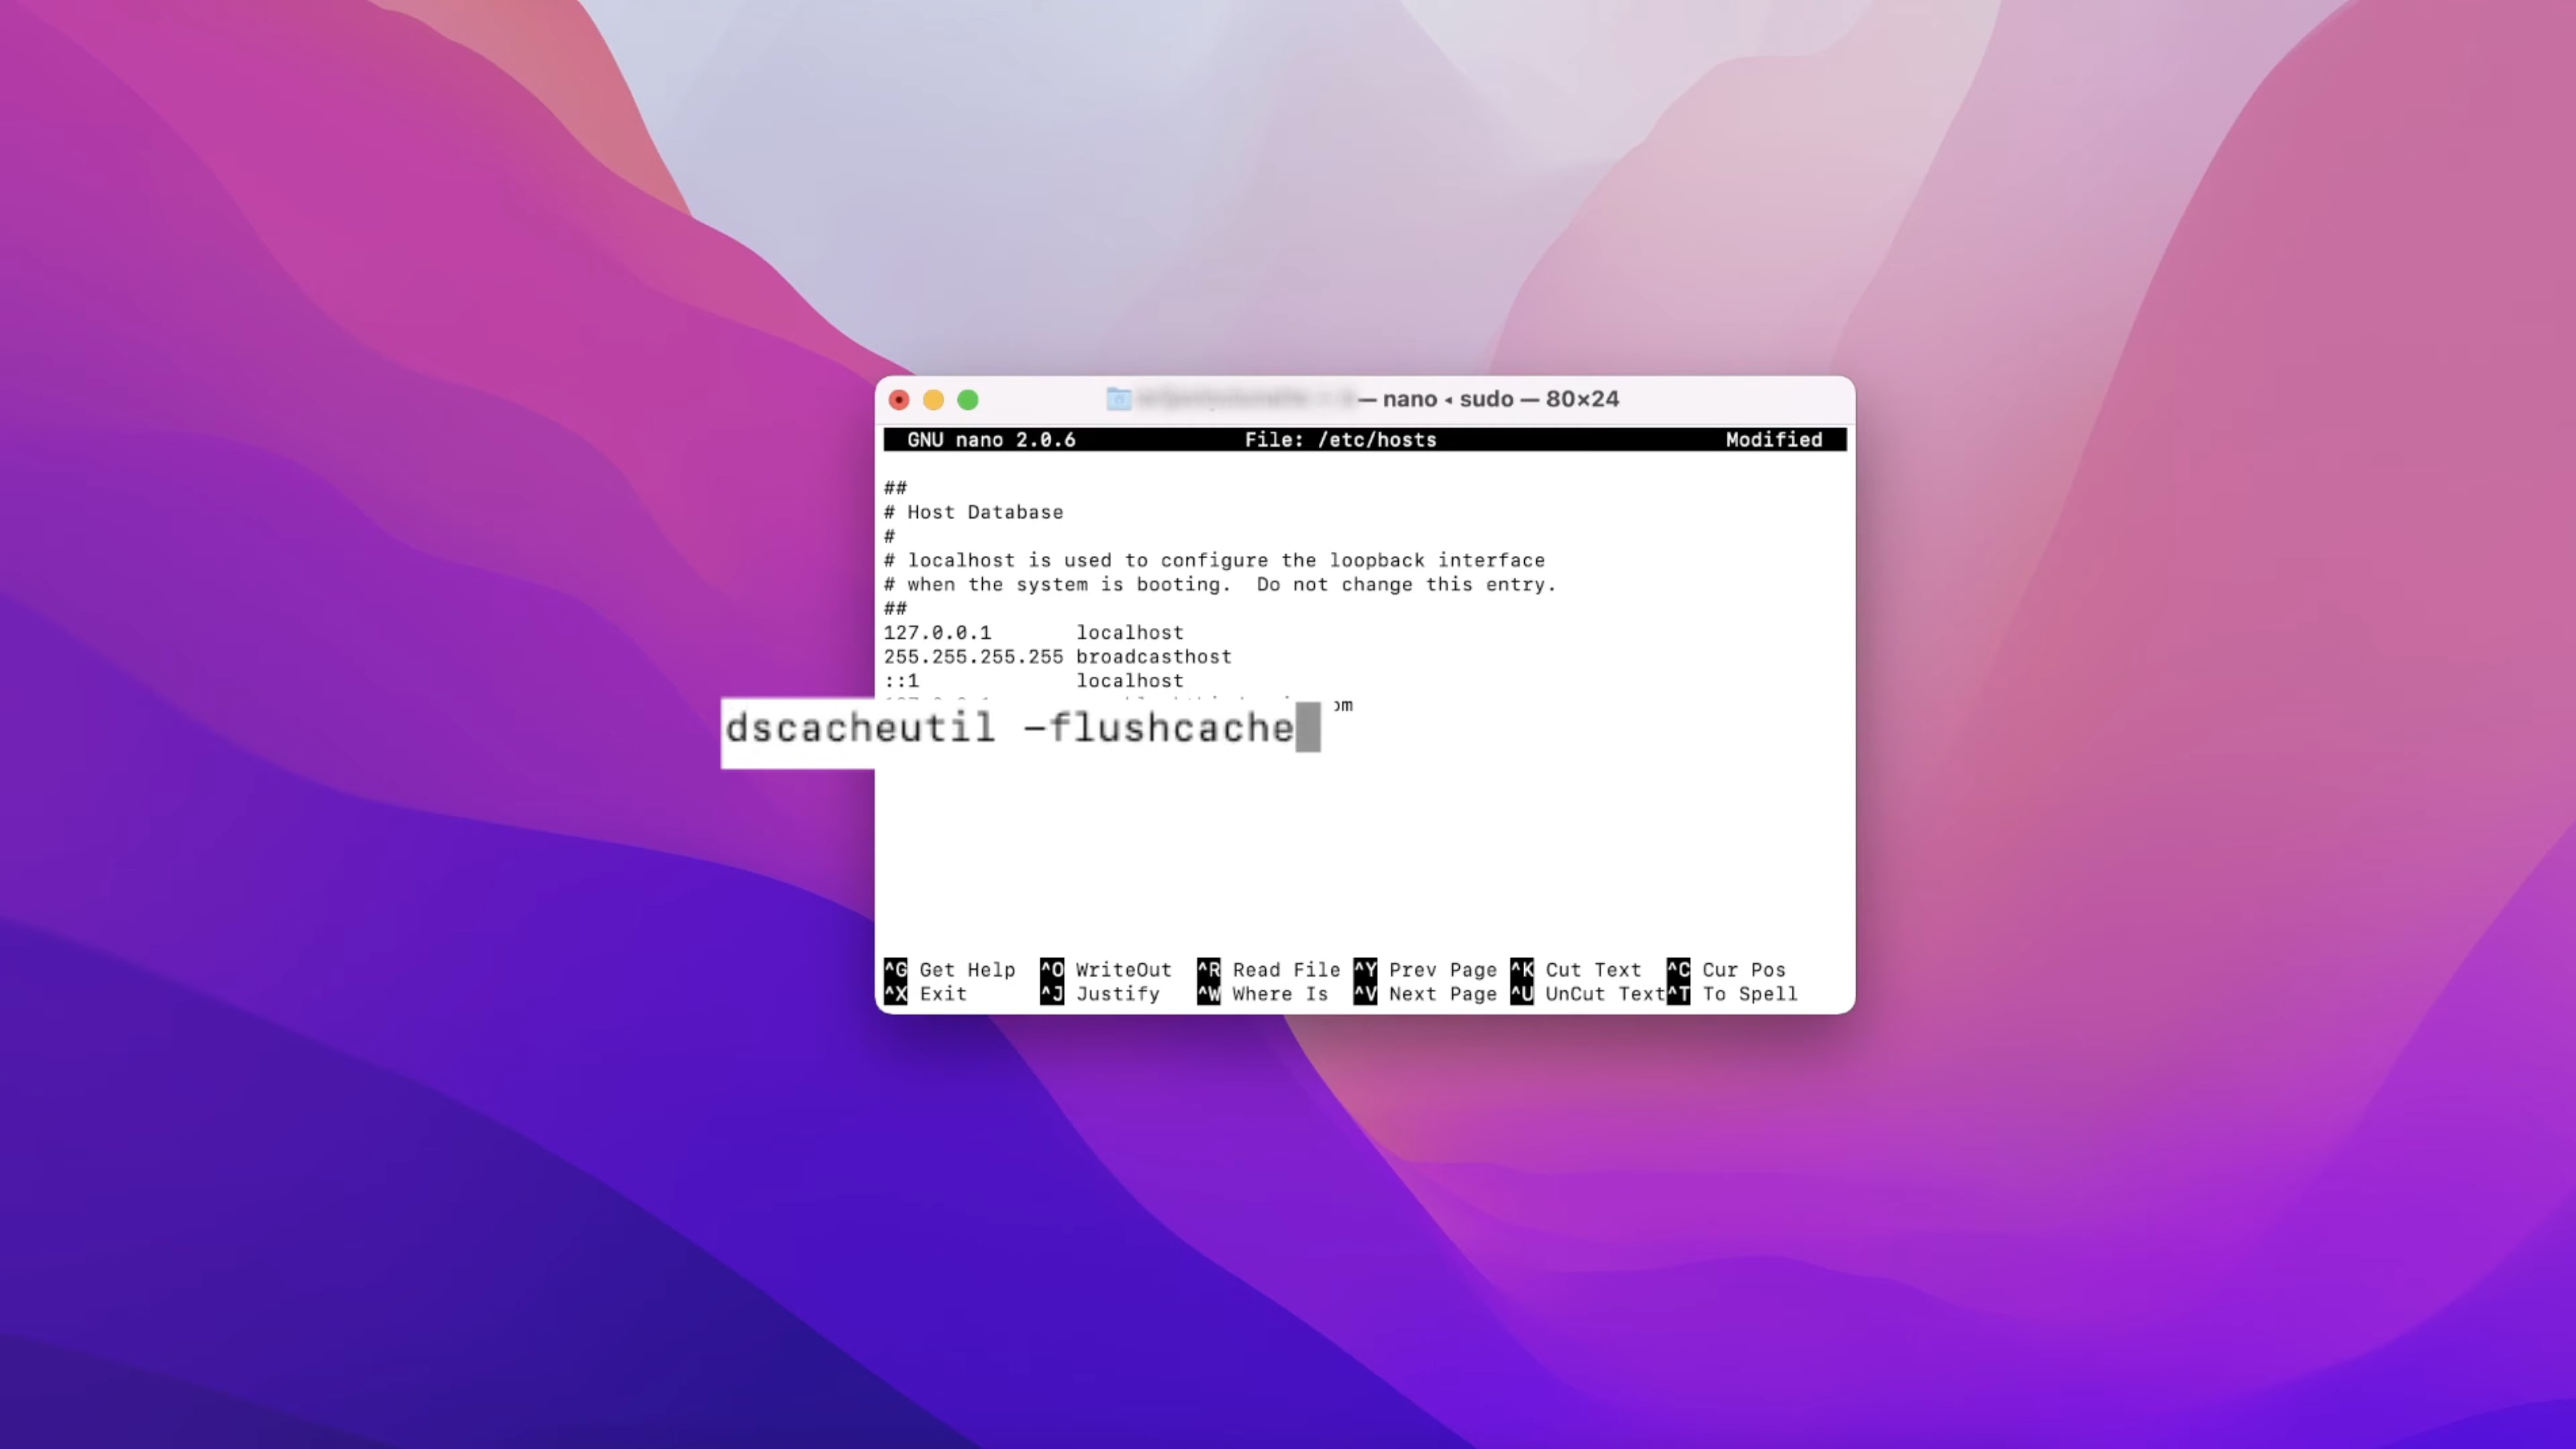 — nano ◂ sudo — 80×24
GNU nano 2.0.6 File: /etc/hosts Modified
##
# Host Database
#
# localhost is used to configure the loopback interface
# when the system is booting.  Do not change this entry.
##
127.0.0.1 localhost
255.255.255.255 broadcasthost
::1 localhost
dscacheutil -flushcache
^G Get Help ^O WriteOut ^R Read File ^Y Prev Page ^K Cut Text ^C Cur Pos
^X Exit ^J Justify ^W Where Is ^V Next Page ^U UnCut Text ^T To Spell